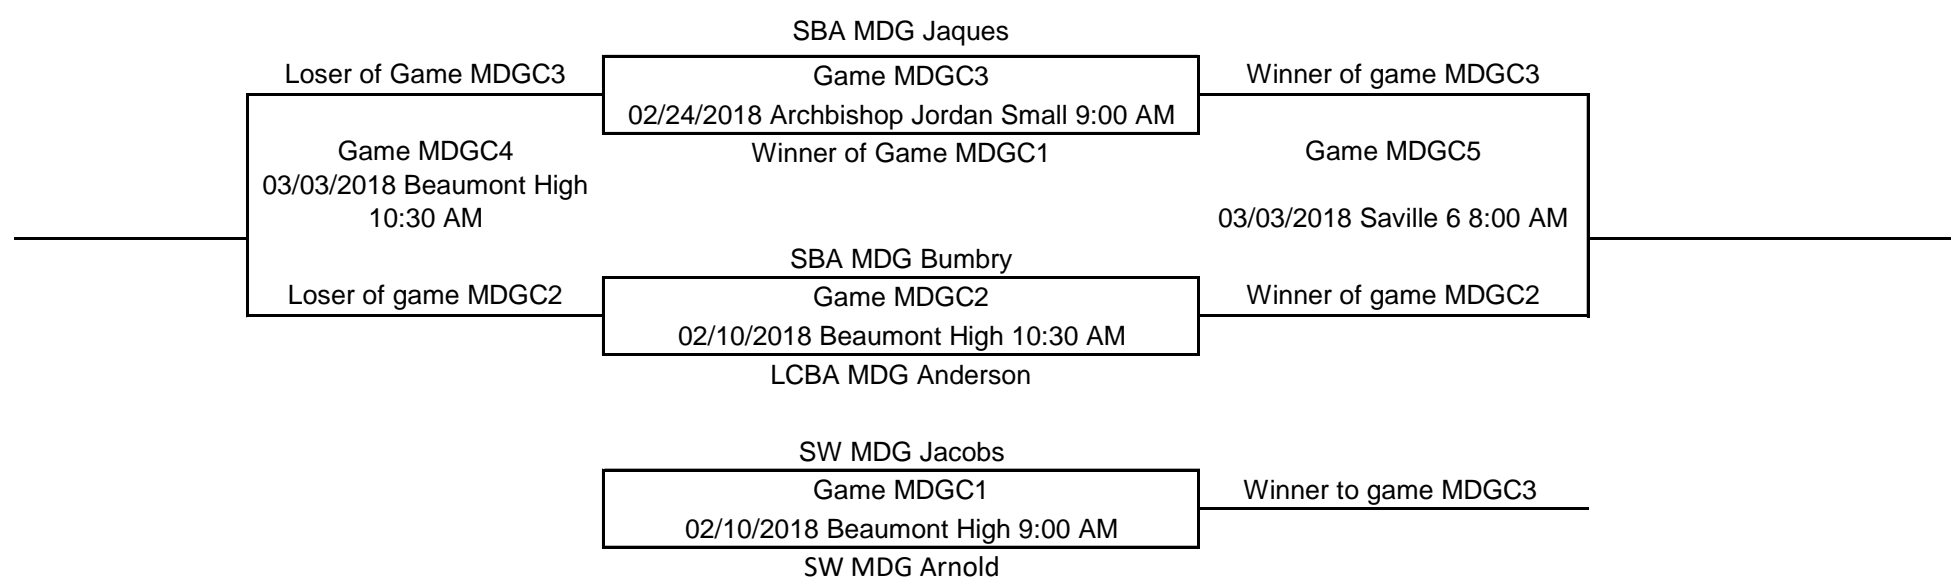 SBA MDG Jaques
Loser of Game MDGC3
Game MDGC3
Winner of game MDGC3
02/24/2018 Archbishop Jordan Small 9:00 AM
Game MDGC4
Winner of Game MDGC1
Game MDGC5
03/03/2018 Beaumont High
10:30 AM
03/03/2018 Saville 6 8:00 AM
SBA MDG Bumbry
Loser of game MDGC2
Game MDGC2
Winner of game MDGC2
02/10/2018 Beaumont High 10:30 AM
LCBA MDG Anderson
SW MDG Jacobs
Game MDGC1
Winner to game MDGC3
02/10/2018 Beaumont High 9:00 AM
SW MDG Arnold